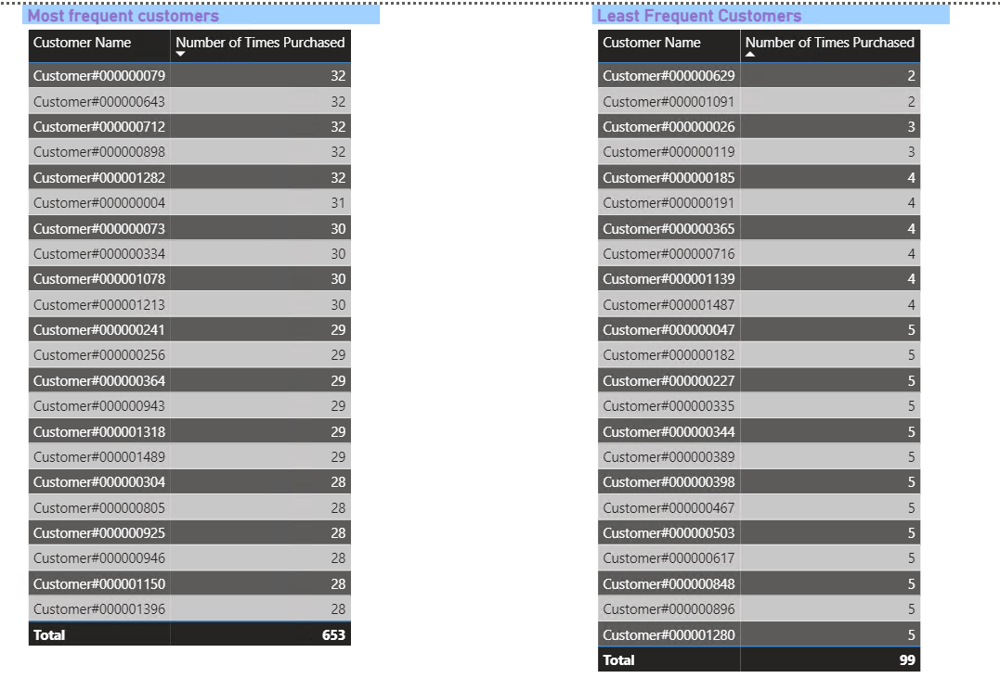 Most frequent customers
Customer Name Number of Times Purchased
Customer#000000079 32
Customer#000000643 32
Customer#000000712 32
Customer#000000898 32
Customer#000001282 32
Customer#000000004 31
Customer#000000073 30
Customer#000000334 30
Customer#000001078 30
Customer#000001213 30
Customer#000000241 29
Customer#000000256 29
Customer#000000364 29
Customer#000000943 29
Customer#000001318 29
Customer#000001489 29
Customer#000000304 28
Customer#000000805 28
Customer#000000925 28
Customer#000000946 28
Customer#000001150 28
Customer#000001396 28
Total 653
Least Frequent Customers
Customer Name Number of Times Purchased
Customer#000000629 2
Customer#000001091 2
Customer#000000026 3
Customer#000000119 3
Customer#000000185 4
Customer#000000191 4
Customer#000000365 4
Customer#000000716 4
Customer#000001139 4
Customer#000001487 4
Customer#000000047 5
Customer#000000182 5
Customer#000000227 5
Customer#000000335 5
Customer#000000344 5
Customer#000000389 5
Customer#000000398 5
Customer#000000467 5
Customer#000000503 5
Customer#000000617 5
Customer#000000848 5
Customer#000000896 5
Customer#000001280 5
Total 99